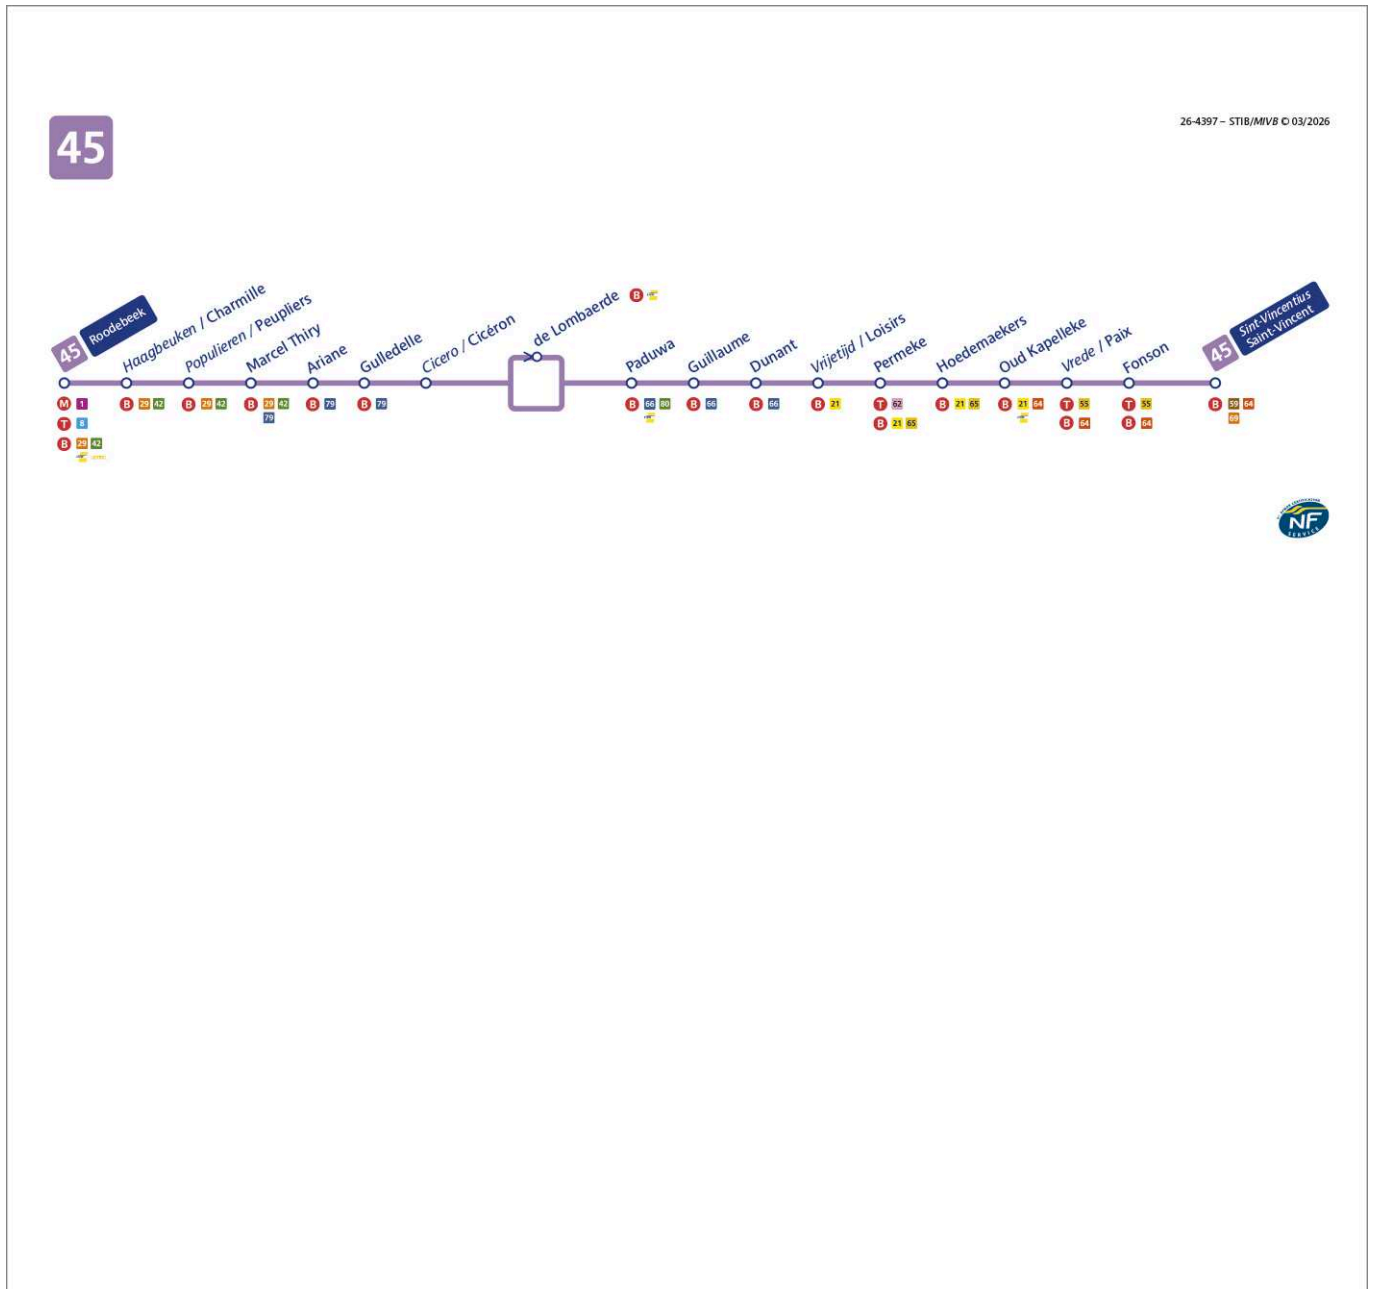 45
26-4397 – STIB/MIVB © 03/2026
45 Roodebeek
Haagbeuken / Charmille
Populieren / Peupliers
Marcel Thiry
Ariane
Gulledelle
Cicero / Cicéron
de Lombaerde B
Paduwa
Guillaume
Dunant
Vrijetijd / Loisirs
Permeke
Hoedemaekers
Oud Kapelleke
Vrede / Paix
Fonson
45 Sint-Vincentius
Saint-Vincent
M 1
T 8
B 29 42
B 29 42
B 29 42
B 29 42
79
B 79
B 79
B 66 80
B 66
B 66
B 21
T 62
B 21 65
B 21 65
B 21 64
T 55
B 64
T 55
B 64
B 59 64
69
NF
SERVICE